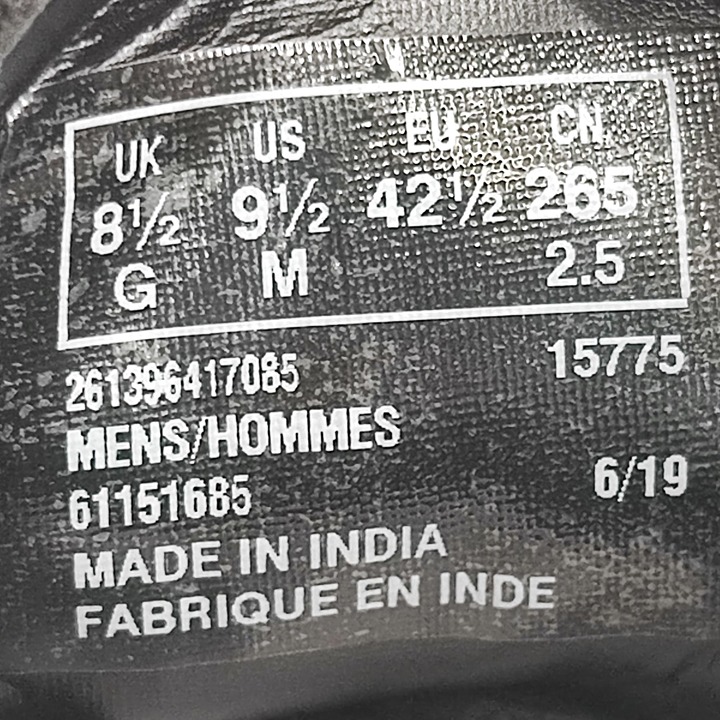 UK US EU CN
8½ 9½ 42½ 265
G M 2.5
261396417085 15775
MENS/HOMMES
61151685 6/19
MADE IN INDIA
FABRIQUE EN INDE